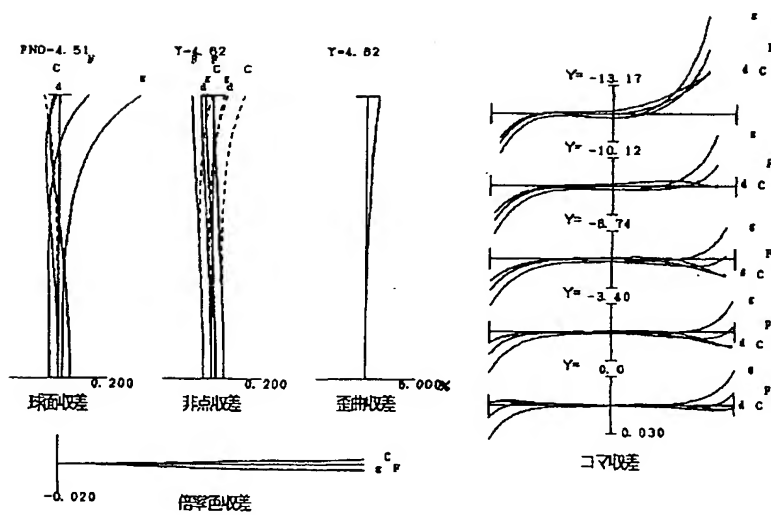 FNO=4.51
F
C
d
g
0.200
球面収差
Y=4.82
F
C
g g C
d d
0.200
非点収差
Y=4.82
5.000%
歪曲収差
-0.020
C
g F
倍率色収差
Y= -13.17
g
F
d C
Y= -10.12
g
F
d C
Y= -6.74
g
F
d C
Y= -3.40
g
F
d C
Y= 0.0
g
F
d C
0.030
コマ収差